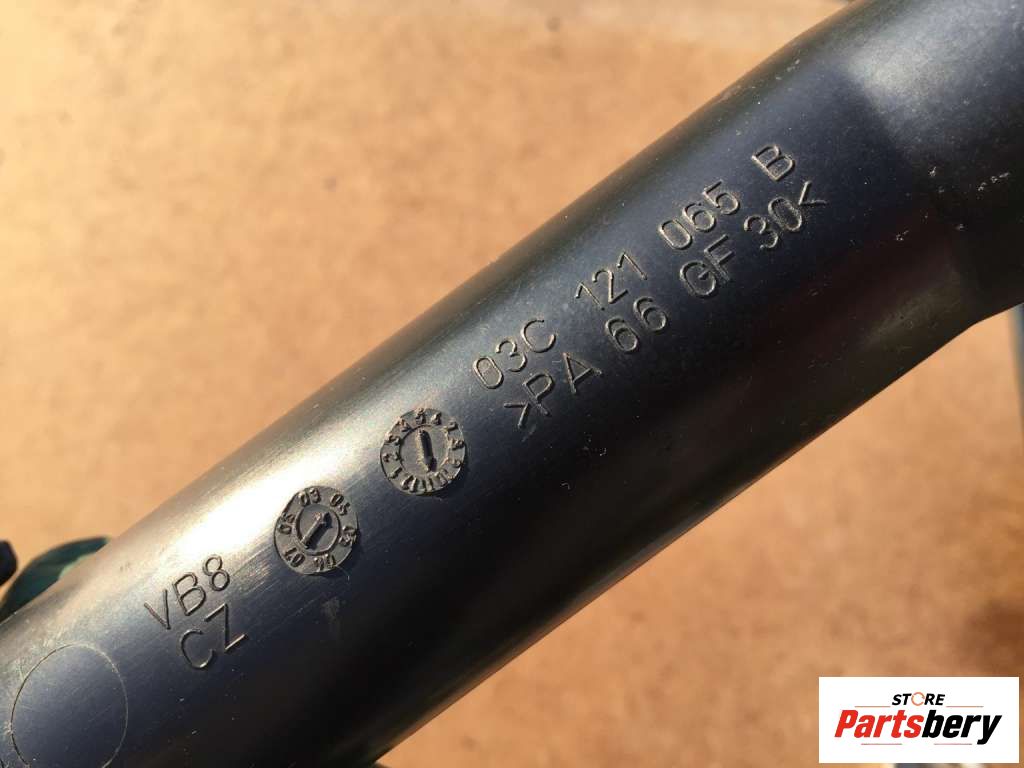 03C 121 065 B
>PA 66 GF 30<
VB8
CZ
STORE
Partsbery